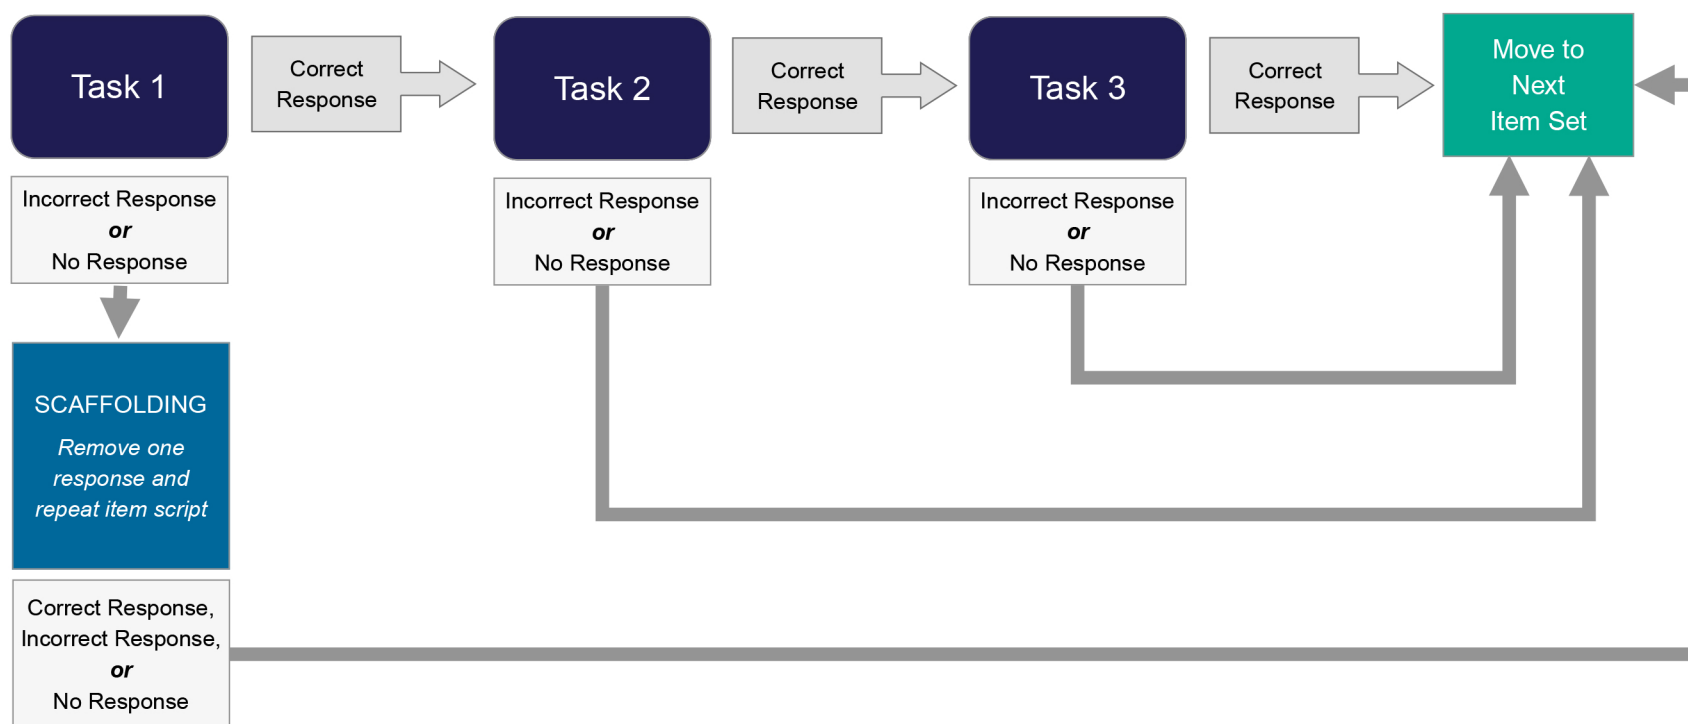 Task 1
Correct
Response
Task 2
Correct
Response
Task 3
Correct
Response
Move to
Next
Item Set
Incorrect Response
or
No Response
Incorrect Response
or
No Response
Incorrect Response
or
No Response
SCAFFOLDING
Remove one
response and
repeat item script
Correct Response,
Incorrect Response,
or
No Response